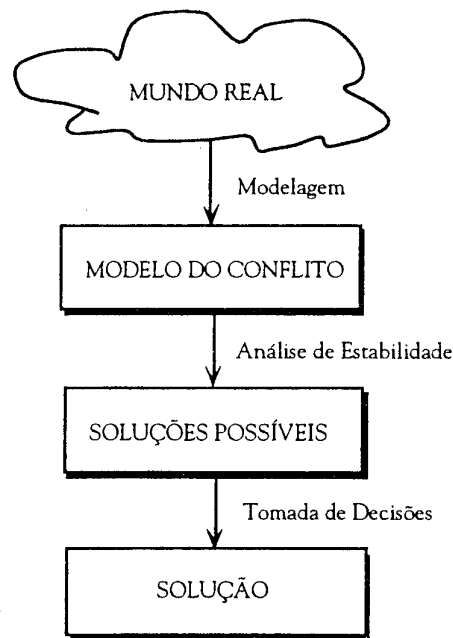 MUNDO REAL
Modelagem
MODELO DO CONFLITO
Análise de Estabilidade
SOLUÇÕES POSSÍVEIS
Tomada de Decisões
SOLUÇÃO